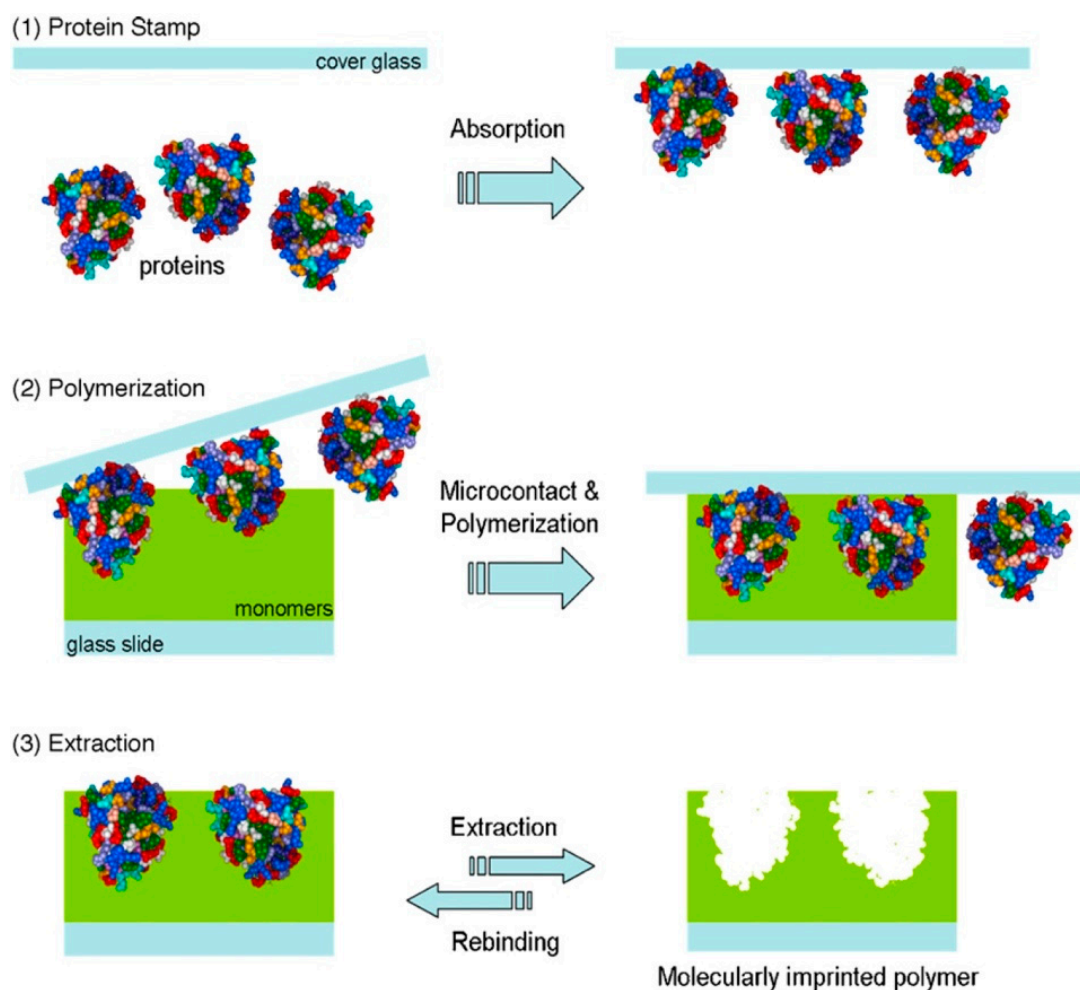 (1) Protein Stamp
cover glass
Absorption
proteins
(2) Polymerization
Microcontact &
Polymerization
monomers
glass slide
(3) Extraction
Extraction
Rebinding
Molecularly imprinted polymer